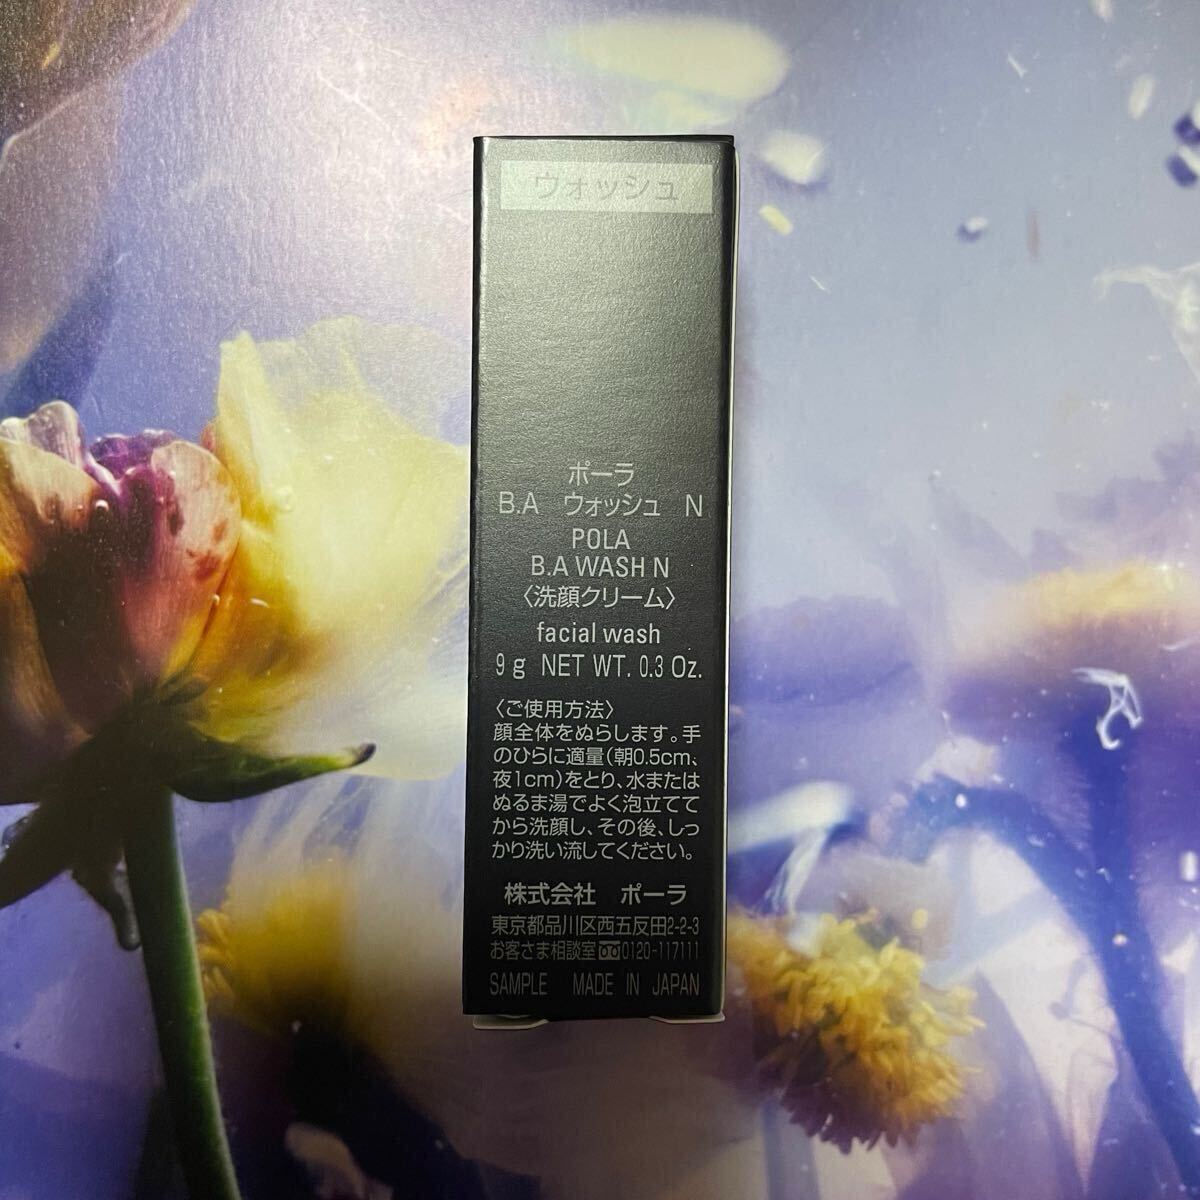 ウォッシュ
ポーラ
B.A ウォッシュ N
POLA
B.A WASH N
〈洗顔クリーム〉
facial wash
9 g NET WT. 0.3 Oz.
〈ご使用方法〉
顔全体をぬらします。手
のひらに適量(朝0.5cm、
夜1cm)をとり、水または
ぬるま湯でよく泡立てて
から洗顔し、その後、しっ
かり洗い流してください。
株式会社 ポーラ
東京都品川区西五反田2-2-3
お客さま相談室 0120-117111
SAMPLE MADE IN JAPAN